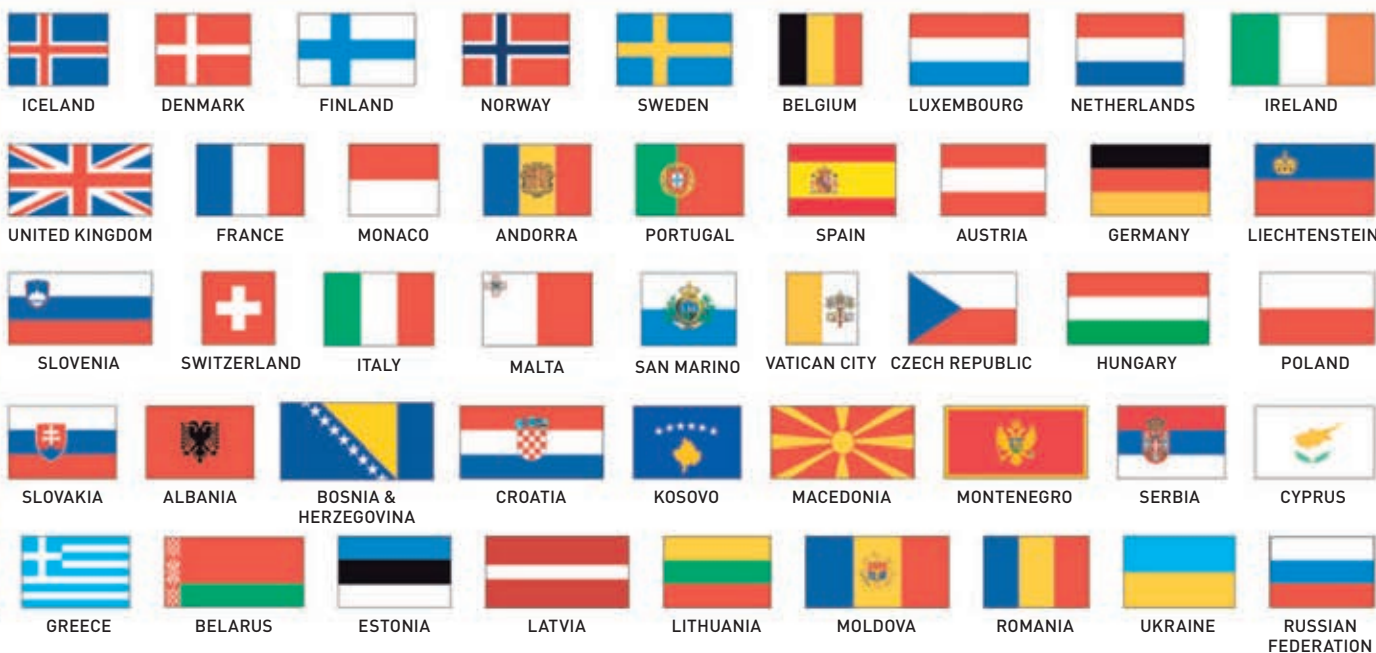 ICELAND DENMARK FINLAND NORWAY SWEDEN BELGIUM LUXEMBOURG NETHERLANDS IRELAND
UNITED KINGDOM FRANCE MONACO ANDORRA PORTUGAL SPAIN AUSTRIA GERMANY LIECHTENSTEIN
SLOVENIA SWITZERLAND ITALY MALTA SAN MARINO VATICAN CITY CZECH REPUBLIC HUNGARY POLAND
SLOVAKIA ALBANIA BOSNIA & CROATIA KOSOVO MACEDONIA MONTENEGRO SERBIA CYPRUS
HERZEGOVINA
GREECE BELARUS ESTONIA LATVIA LITHUANIA MOLDOVA ROMANIA UKRAINE RUSSIAN
FEDERATION